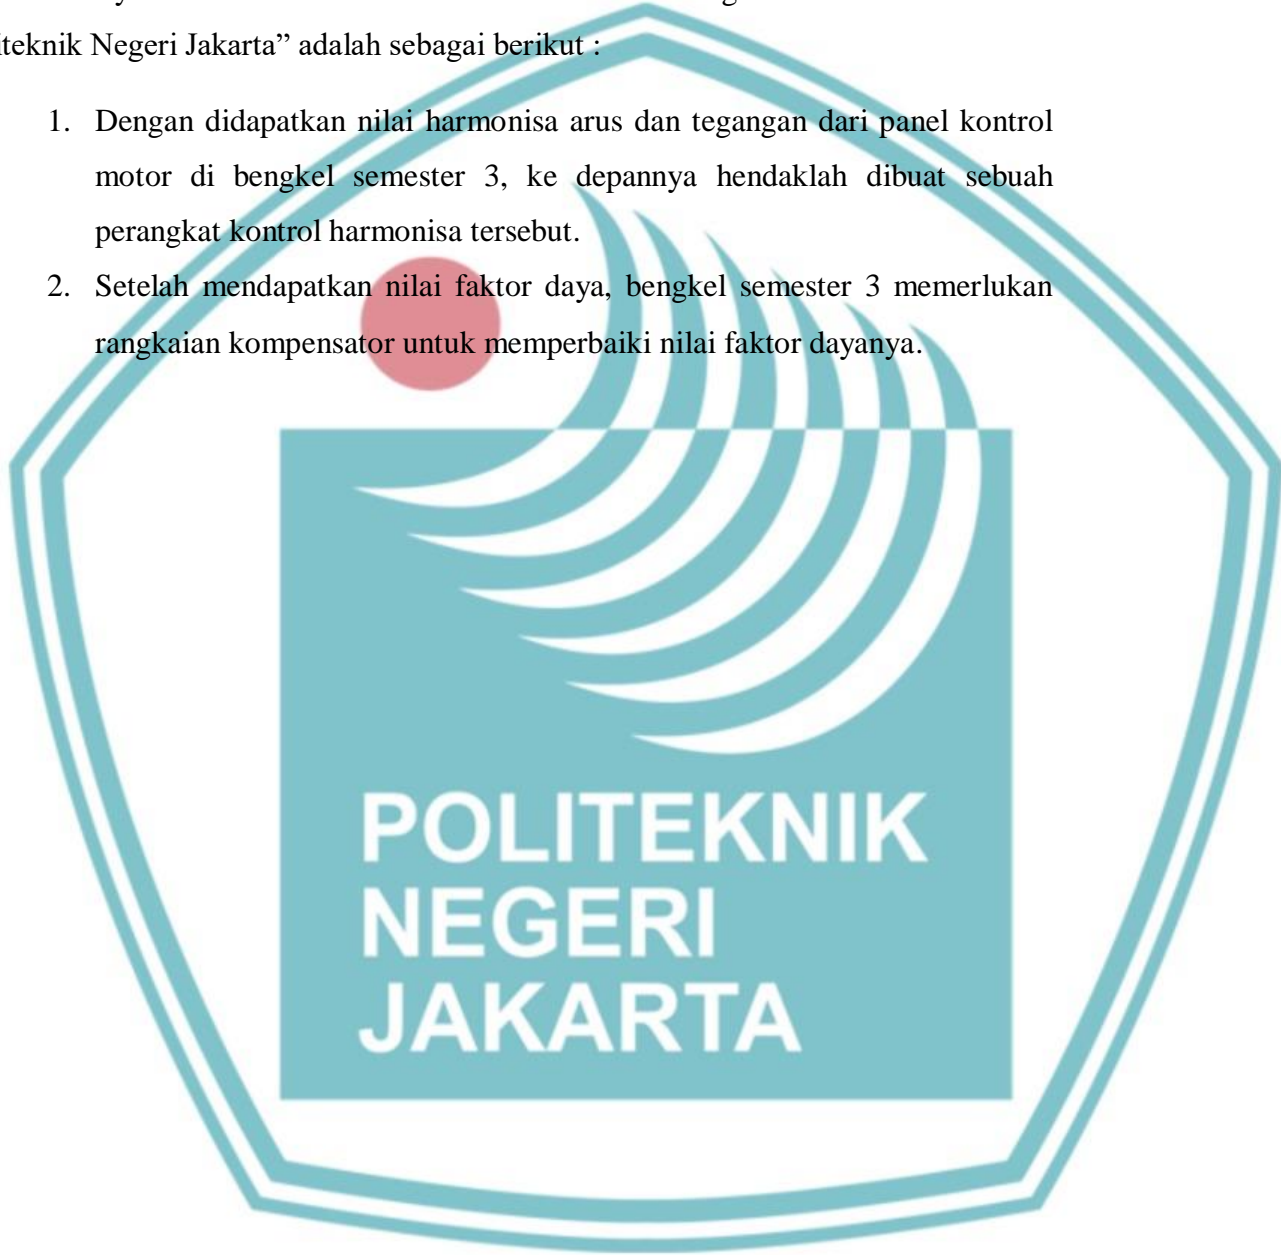 iteknik Negeri Jakarta” adalah sebagai berikut :
1. Dengan didapatkan nilai harmonisa arus dan tegangan dari panel kontrol
motor di bengkel semester 3, ke depannya hendaklah dibuat sebuah
perangkat kontrol harmonisa tersebut.
2. Setelah mendapatkan nilai faktor daya, bengkel semester 3 memerlukan
rangkaian kompensator untuk memperbaiki nilai faktor dayanya.
POLITEKNIK
NEGERI
JAKARTA